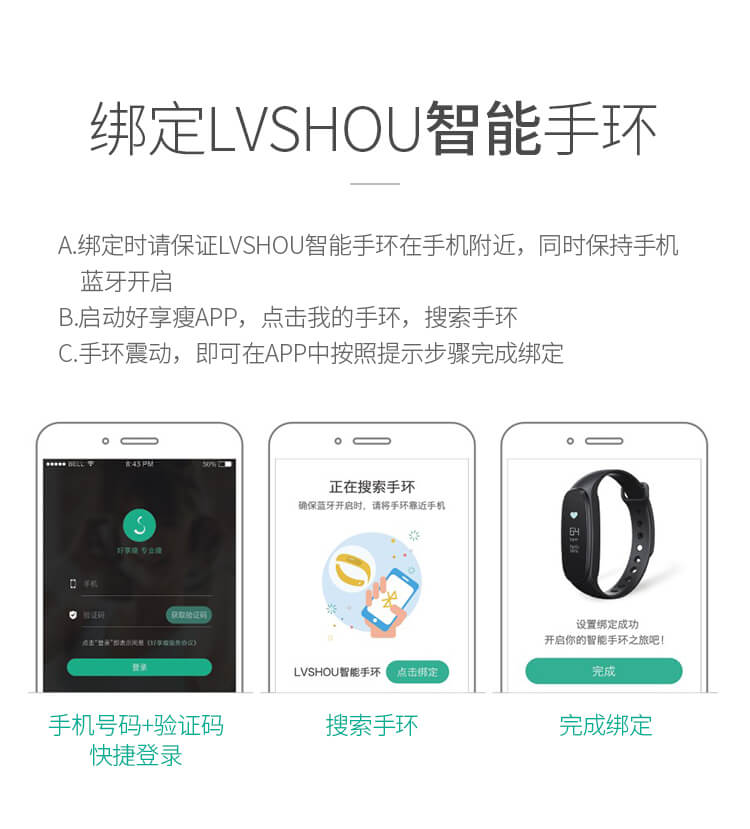 绑定LVSHOU智能手环
A.绑定时请保证LVSHOU智能手环在手机附近，同时保持手机
蓝牙开启
B.启动好享瘦APP，点击我的手环，搜索手环
C.手环震动，即可在APP中按照提示步骤完成绑定
BELL
8:43 PM
50%
好享瘦 专业瘦
手机
验证码
获取验证码
点击“登录”即表示同意《好享瘦服务协议》
登录
手机号码+验证码
快捷登录
正在搜索手环
确保蓝牙开启时，请将手环靠近手机
LVSHOU智能手环
点击绑定
搜索手环
64
设置绑定成功
开启你的智能手环之旅吧！
完成
完成绑定